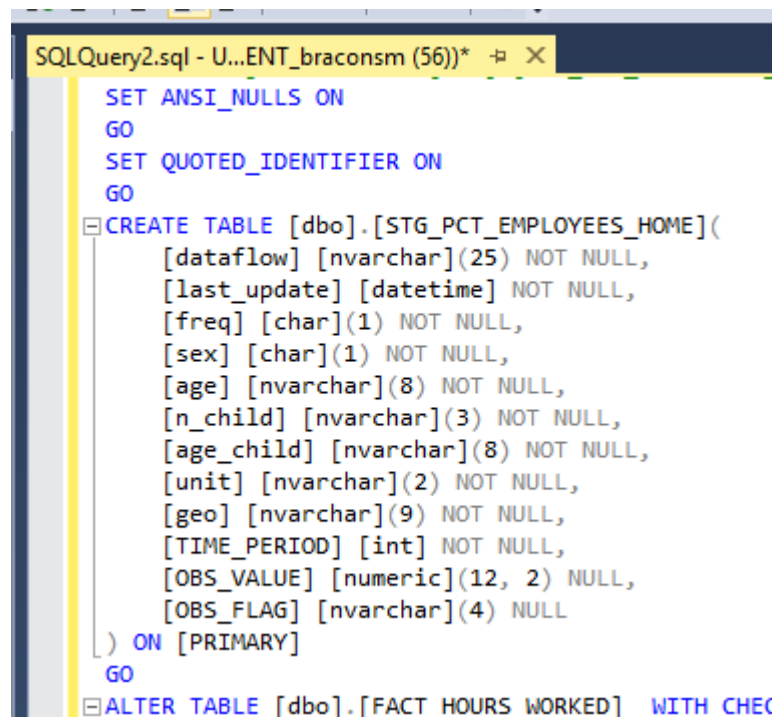 SQLQuery2.sql - U...ENT_braconsm (56))*
SET ANSI_NULLS ON
GO
SET QUOTED_IDENTIFIER ON
GO
CREATE TABLE [dbo].[STG_PCT_EMPLOYEES_HOME](
[dataflow] [nvarchar](25) NOT NULL,
[last_update] [datetime] NOT NULL,
[freq] [char](1) NOT NULL,
[sex] [char](1) NOT NULL,
[age] [nvarchar](8) NOT NULL,
[n_child] [nvarchar](3) NOT NULL,
[age_child] [nvarchar](8) NOT NULL,
[unit] [nvarchar](2) NOT NULL,
[geo] [nvarchar](9) NOT NULL,
[TIME_PERIOD] [int] NOT NULL,
[OBS_VALUE] [numeric](12, 2) NULL,
[OBS_FLAG] [nvarchar](4) NULL
) ON [PRIMARY]
GO
ALTER TABLE [dbo].[FACT_HOURS_WORKED] WITH CHEC